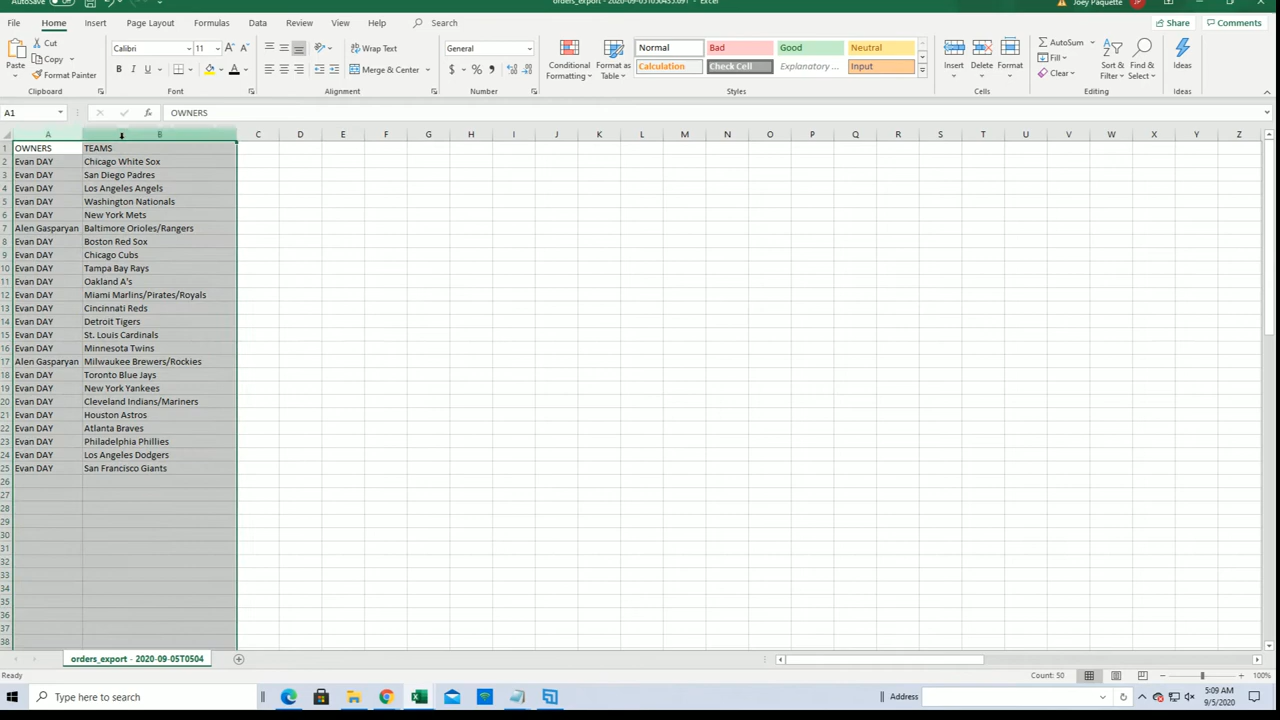 AutoSave Off
orders_export - 2020-09-05T050435.691 - Excel
Joey Paquette
JP
File Home Insert Page Layout Formulas Data Review View Help Search
Share Comments
Paste
Cut
Copy
Format Painter
Clipboard
Calibri 11
B I U
Font
Wrap Text
Merge & Center
Alignment
General
$ % ,
Number
Conditional Formatting
Format as Table
Normal Bad Good Neutral
Calculation Check Cell Explanatory ... Input
Styles
Insert Delete Format
Cells
AutoSum
Fill
Clear
Sort & Filter
Find & Select
Editing
Ideas
Ideas
A1 fx OWNERS
A B C D E F G H I J K L M N O P Q R S T U V W X Y Z
1 OWNERS TEAMS
2 Evan DAY Chicago White Sox
3 Evan DAY San Diego Padres
4 Evan DAY Los Angeles Angels
5 Evan DAY Washington Nationals
6 Evan DAY New York Mets
7 Alen Gasparyan Baltimore Orioles/Rangers
8 Evan DAY Boston Red Sox
9 Evan DAY Chicago Cubs
10 Evan DAY Tampa Bay Rays
11 Evan DAY Oakland A's
12 Evan DAY Miami Marlins/Pirates/Royals
13 Evan DAY Cincinnati Reds
14 Evan DAY Detroit Tigers
15 Evan DAY St. Louis Cardinals
16 Evan DAY Minnesota Twins
17 Alen Gasparyan Milwaukee Brewers/Rockies
18 Evan DAY Toronto Blue Jays
19 Evan DAY New York Yankees
20 Evan DAY Cleveland Indians/Mariners
21 Evan DAY Houston Astros
22 Evan DAY Atlanta Braves
23 Evan DAY Philadelphia Phillies
24 Evan DAY Los Angeles Dodgers
25 Evan DAY San Francisco Giants
26
27
28
29
30
31
32
33
34
35
36
37
38
orders_export - 2020-09-05T0504
Ready
Count: 50
100%
Type here to search
Address
5:09 AM
9/5/2020